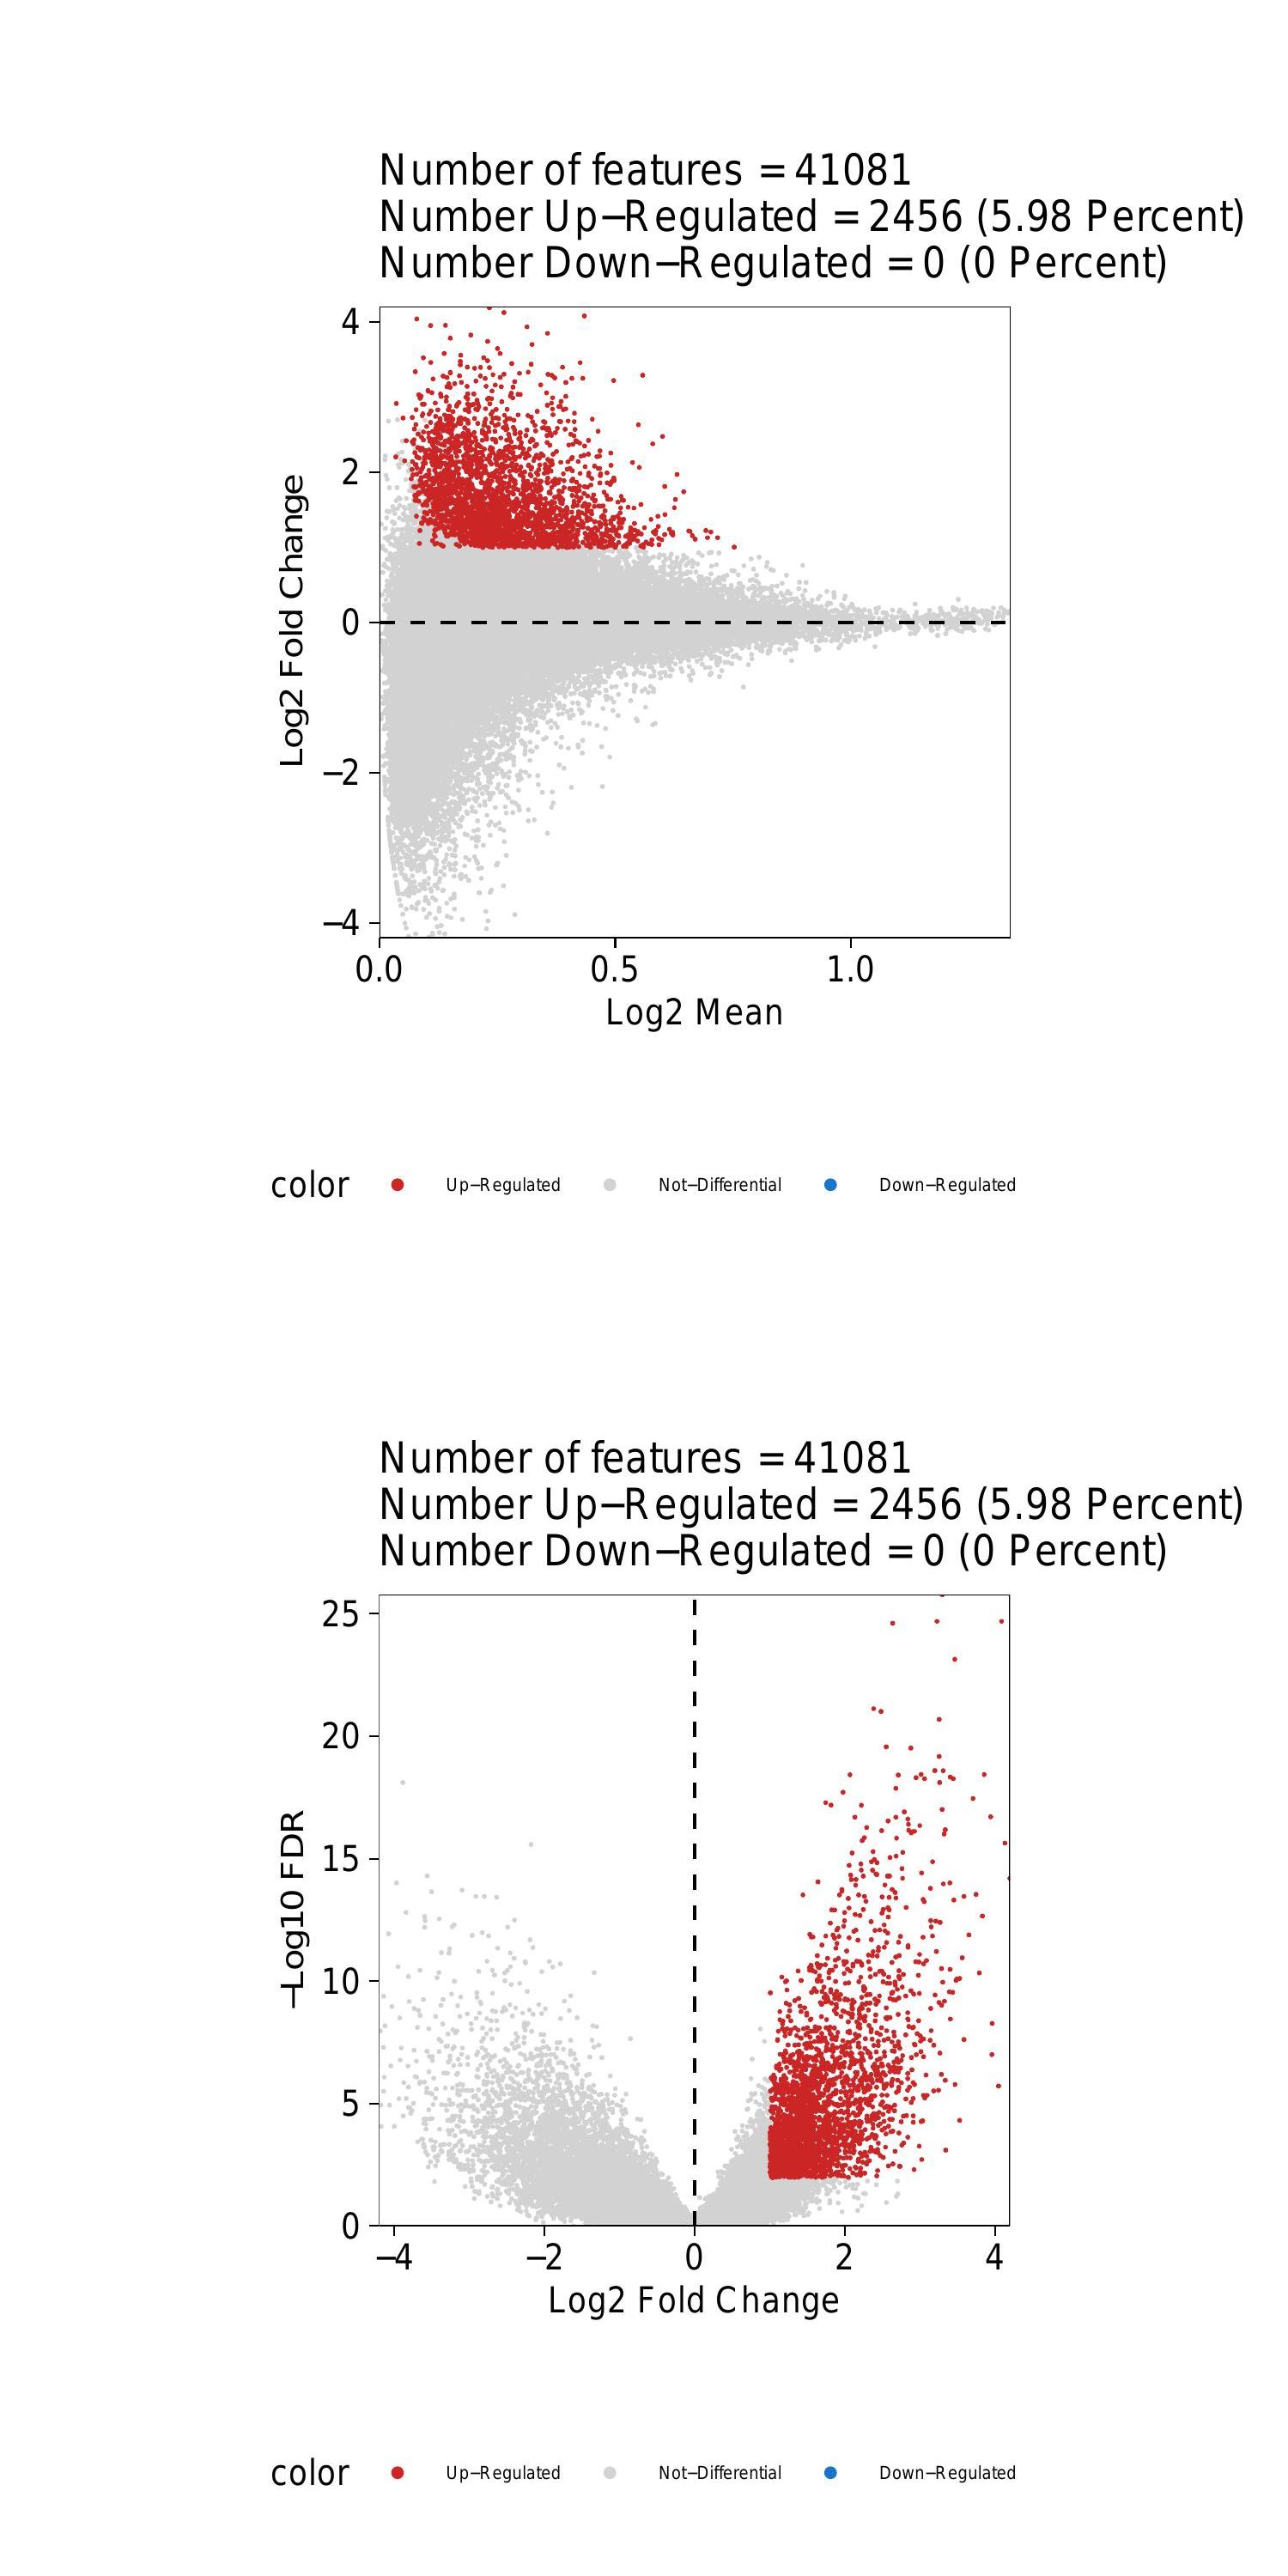 Number of features = 41081
Number Up−Regulated = 2456 (5.98 Percent)
Number Down−Regulated = 0 (0 Percent)
4
2
0
−2
−4
Log2 Fold Change
0.0 0.5 1.0
Log2 Mean
color Up−Regulated Not−Differential Down−Regulated
Number of features = 41081
Number Up−Regulated = 2456 (5.98 Percent)
Number Down−Regulated = 0 (0 Percent)
25
20
15
10
5
0
−Log10 FDR
−4 −2 0 2 4
Log2 Fold Change
color Up−Regulated Not−Differential Down−Regulated